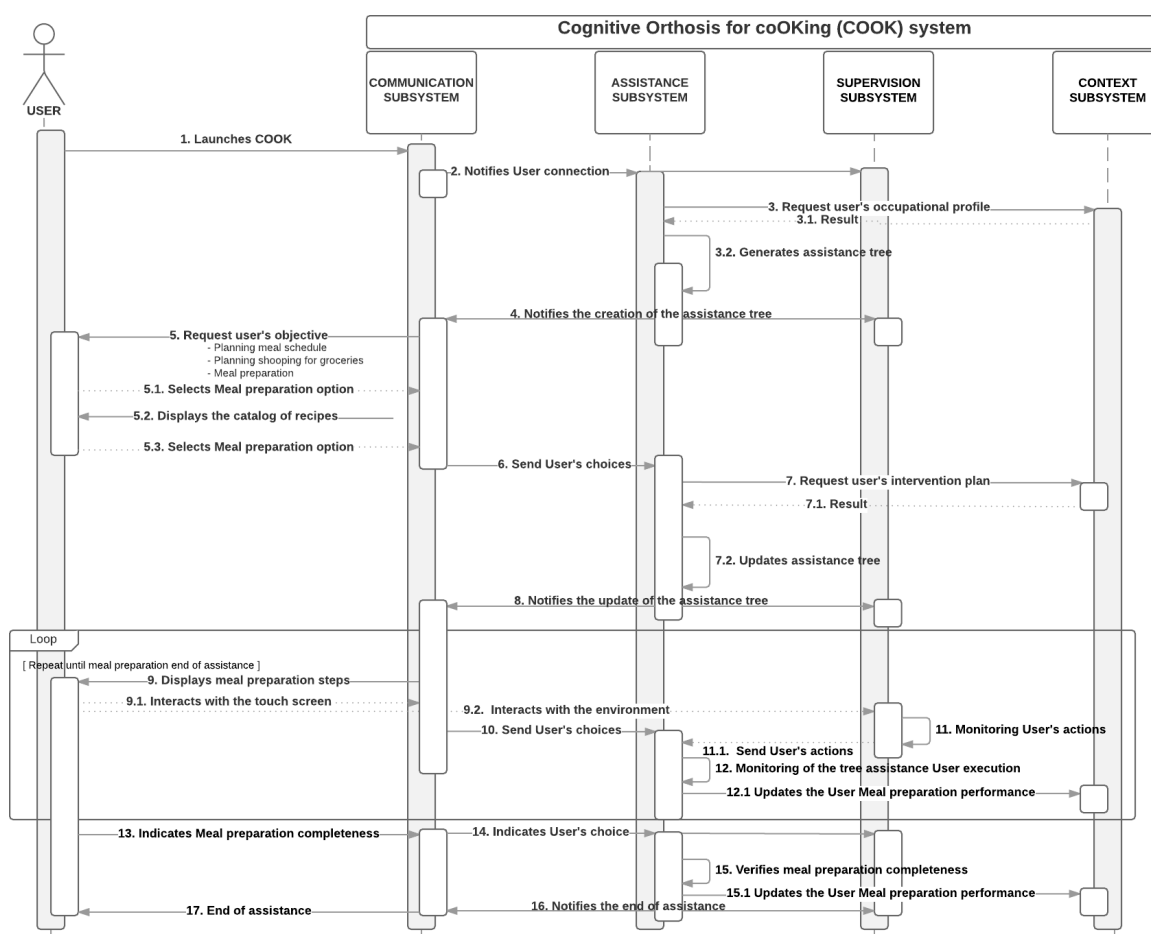 Cognitive Orthosis for coOKing (COOK) system
USER
COMMUNICATION
SUBSYSTEM
ASSISTANCE
SUBSYSTEM
SUPERVISION
SUBSYSTEM
CONTEXT
SUBSYSTEM
1. Launches COOK
2. Notifies User connection
3. Request user's occupational profile
3.1. Result
3.2. Generates assistance tree
4. Notifies the creation of the assistance tree
5. Request user's objective
- Planning meal schedule
- Planning shooping for groceries
- Meal preparation
5.1. Selects Meal preparation option
5.2. Displays the catalog of recipes
5.3. Selects Meal preparation option
6. Send User's choices
7. Request user's intervention plan
7.1. Result
7.2. Updates assistance tree
8. Notifies the update of the assistance tree
Loop
[ Repeat until meal preparation end of assistance ]
9. Displays meal preparation steps
9.1. Interacts with the touch screen
9.2. Interacts with the environment
10. Send User's choices
11. Monitoring User's actions
11.1. Send User's actions
12. Monitoring of the tree assistance User execution
12.1 Updates the User Meal preparation performance
13. Indicates Meal preparation completeness
14. Indicates User's choice
15. Verifies meal preparation completeness
15.1 Updates the User Meal preparation performance
16. Notifies the end of assistance
17. End of assistance